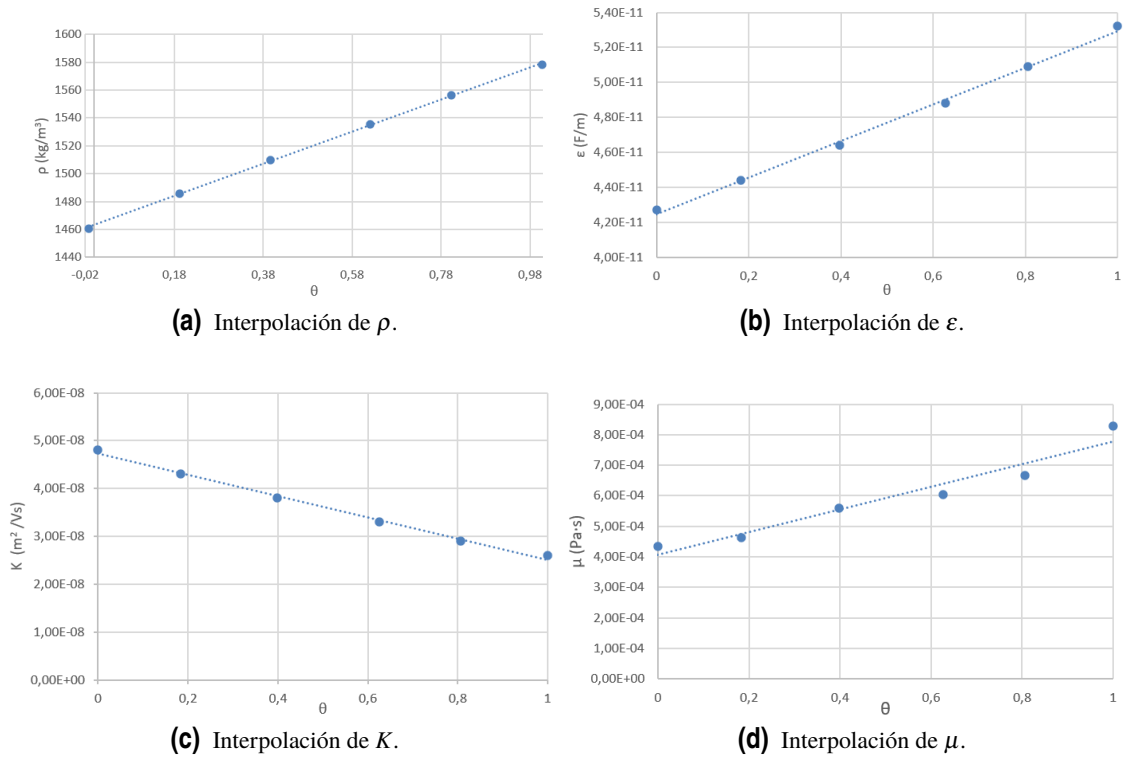 1600
1580
1560
1540
1520
1500
1480
1460
1440
ρ (kg/m³)
-0,02 0,18 0,38 0,58 0,78 0,98
θ
(a) Interpolación de ρ.
5,40E-11
5,20E-11
5,00E-11
4,80E-11
4,60E-11
4,40E-11
4,20E-11
4,00E-11
ε (F/m)
0 0,2 0,4 0,6 0,8 1
θ
(b) Interpolación de ε.
6,00E-08
5,00E-08
4,00E-08
3,00E-08
2,00E-08
1,00E-08
0,00E+00
K (m² /Vs)
0 0,2 0,4 0,6 0,8 1
θ
(c) Interpolación de K.
9,00E-04
8,00E-04
7,00E-04
6,00E-04
5,00E-04
4,00E-04
3,00E-04
2,00E-04
1,00E-04
0,00E+00
μ (Pa·s)
0 0,2 0,4 0,6 0,8 1
θ
(d) Interpolación de μ.